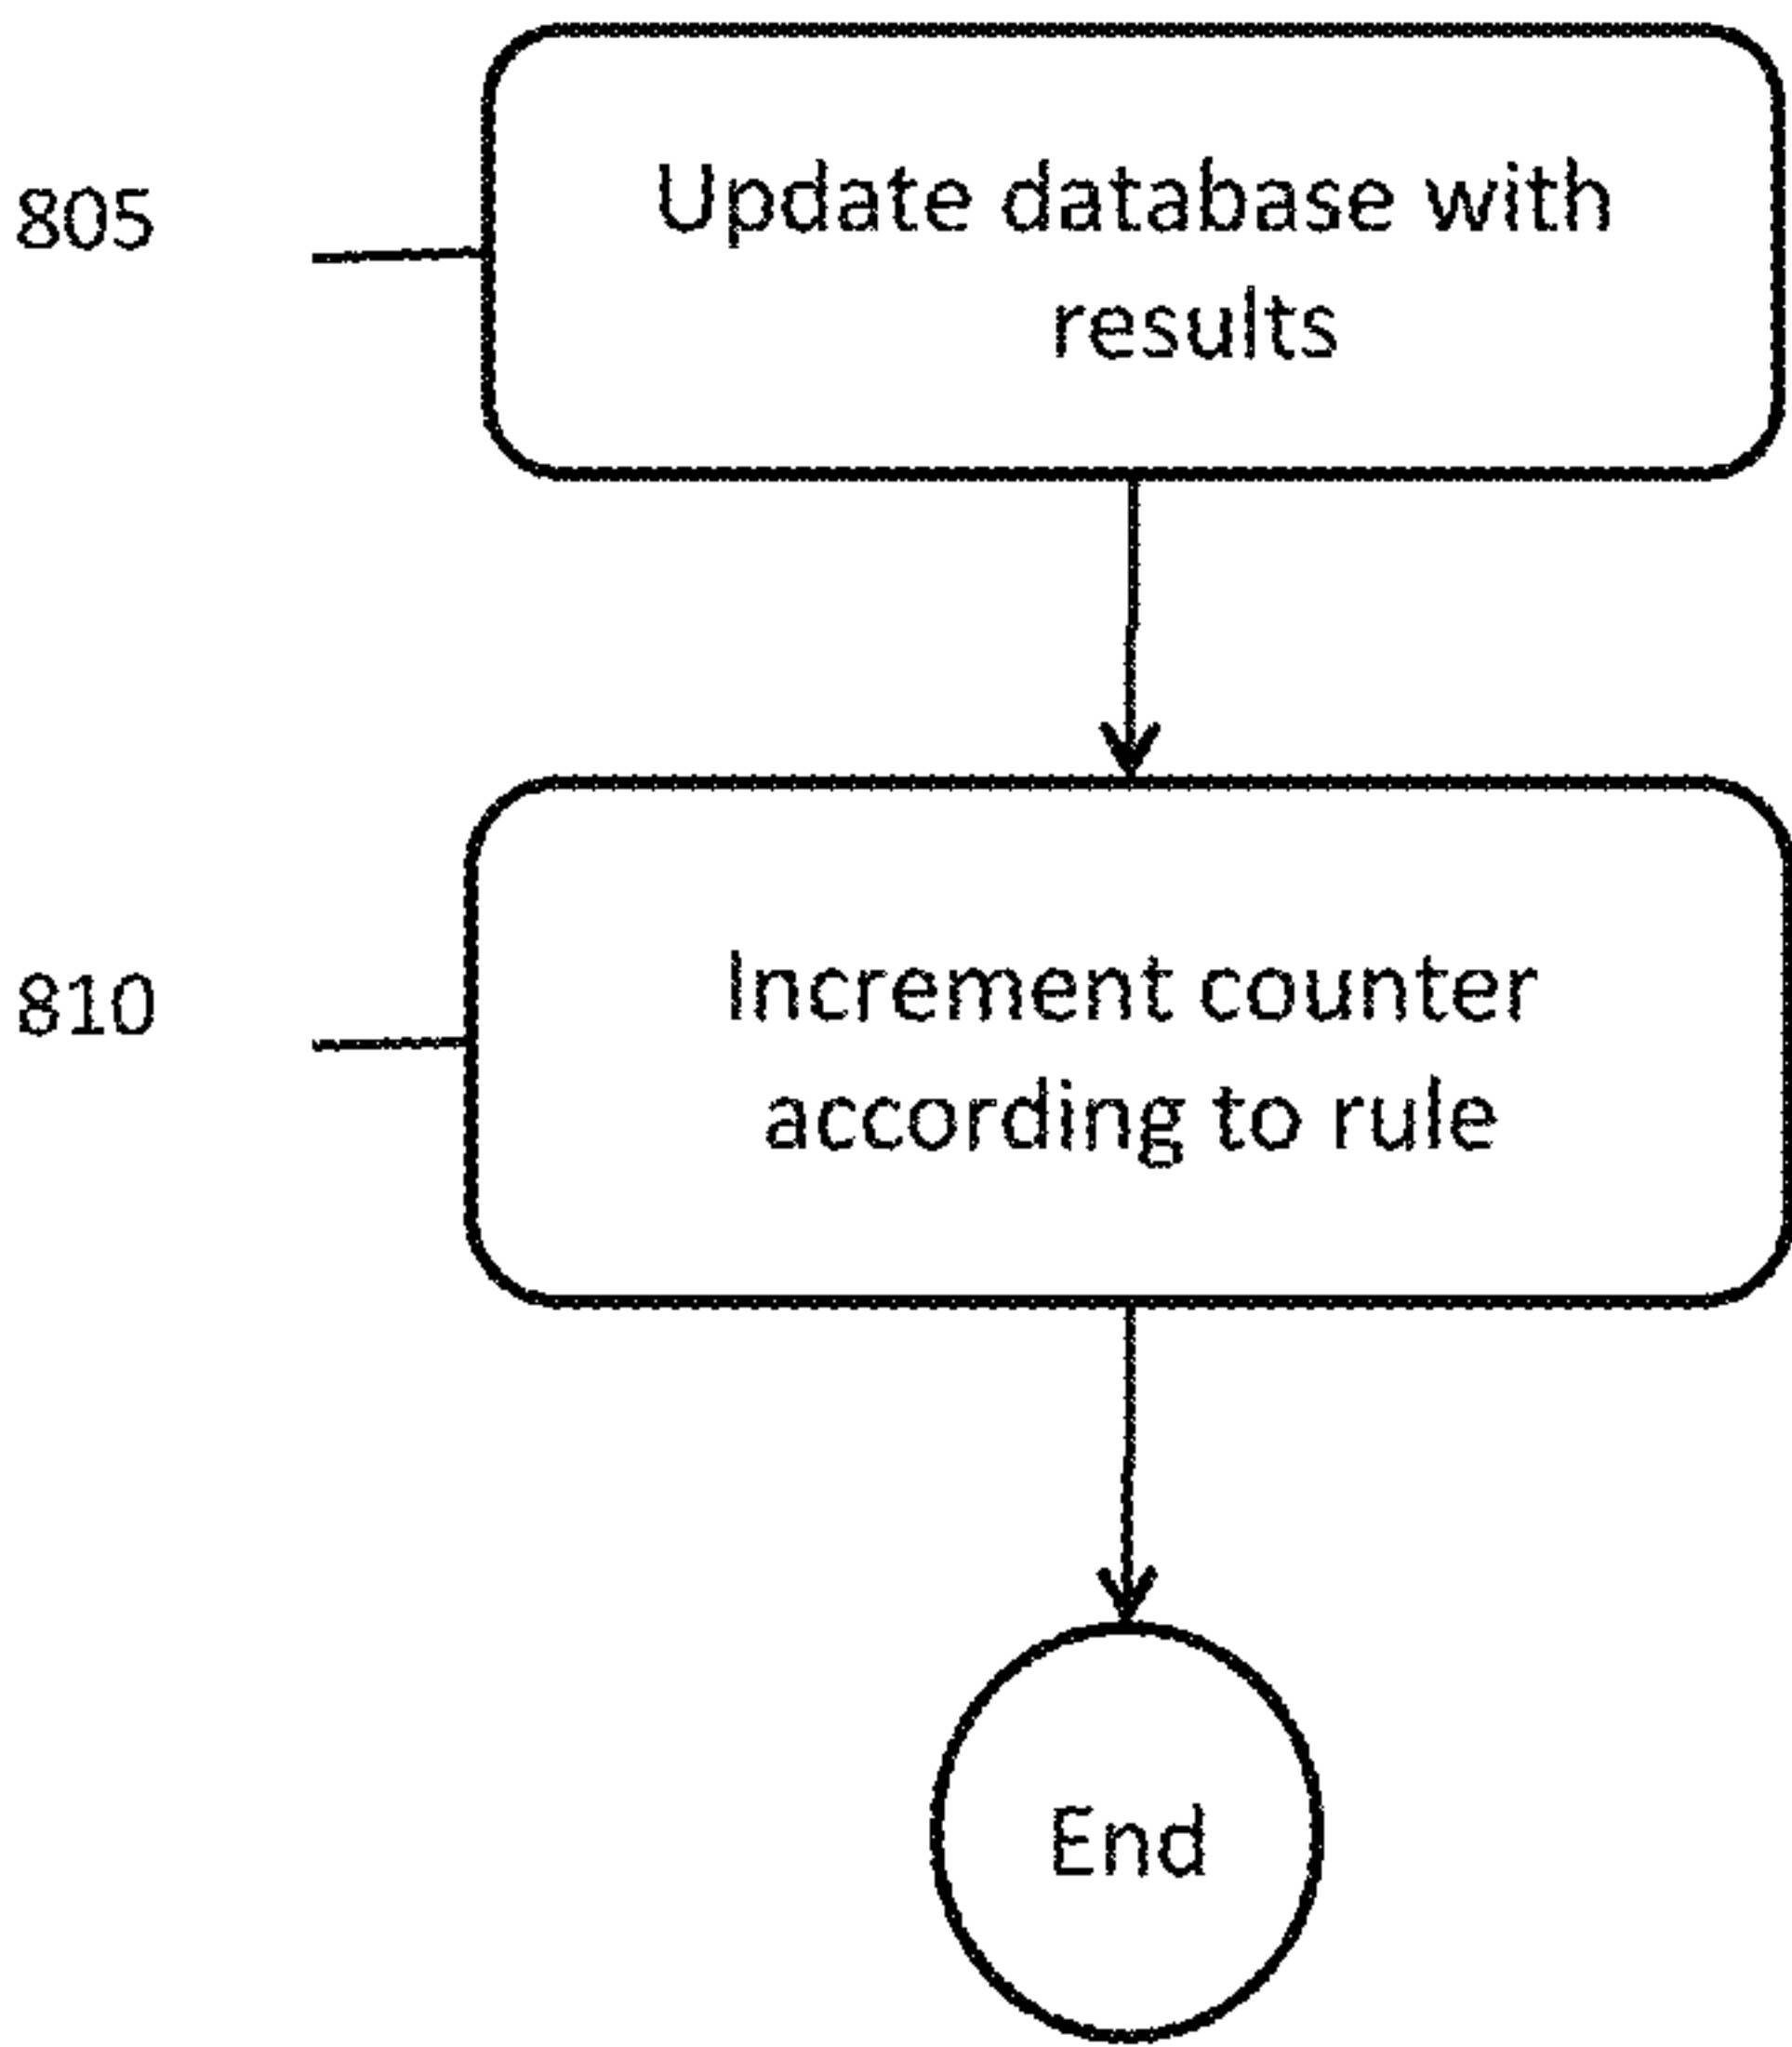 805
Update database with
results
810
Increment counter
according to rule
End